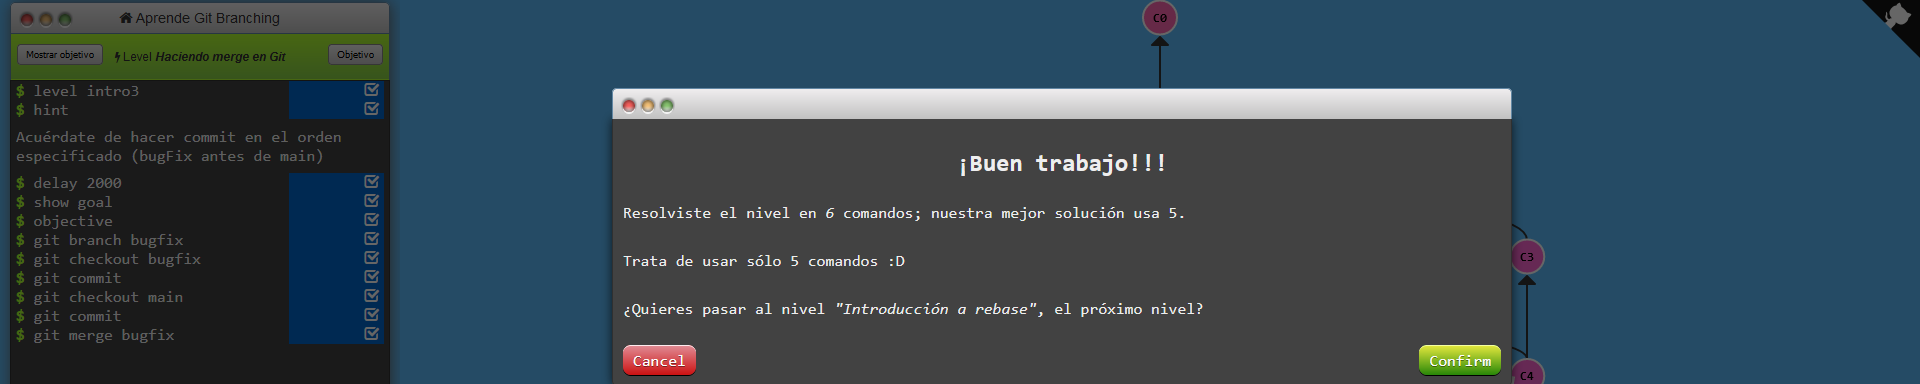 Aprende Git Branching
Mostrar objetivo
Level Haciendo merge en Git
Objetivo
$ level intro3
$ hint
Acuérdate de hacer commit en el orden
especificado (bugFix antes de main)
$ delay 2000
$ show goal
$ objective
$ git branch bugfix
$ git checkout bugfix
$ git commit
$ git checkout main
$ git commit
$ git merge bugfix
C0
¡Buen trabajo!!!
Resolviste el nivel en 6 comandos; nuestra mejor solución usa 5.
Trata de usar sólo 5 comandos :D
¿Quieres pasar al nivel "Introducción a rebase", el próximo nivel?
Cancel
Confirm
C3
C4